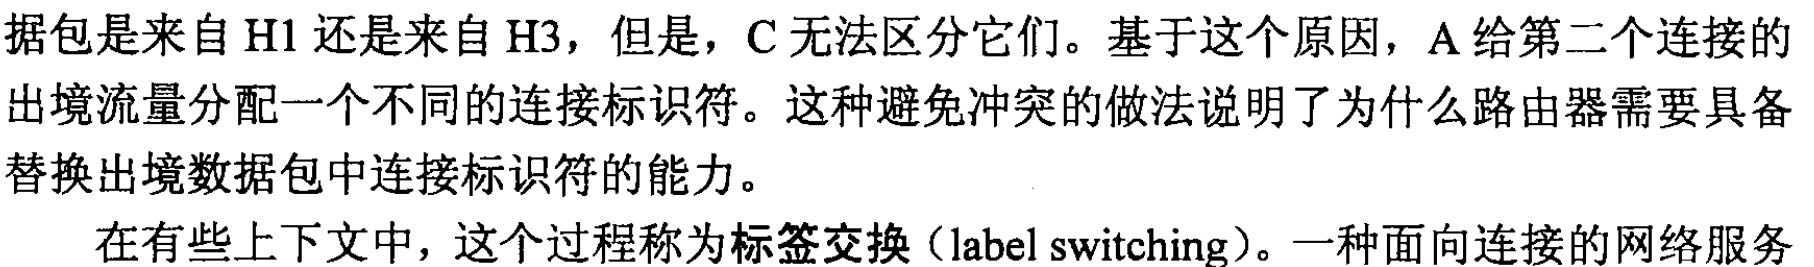 据包是来自 H1 还是来自 H3，但是，C 无法区分它们。基于这个原因，A 给第二个连接的
出境流量分配一个不同的连接标识符。这种避免冲突的做法说明了为什么路由器需要具备
替换出境数据包中连接标识符的能力。
在有些上下文中，这个过程称为标签交换（label switching）。一种面向连接的网络服务